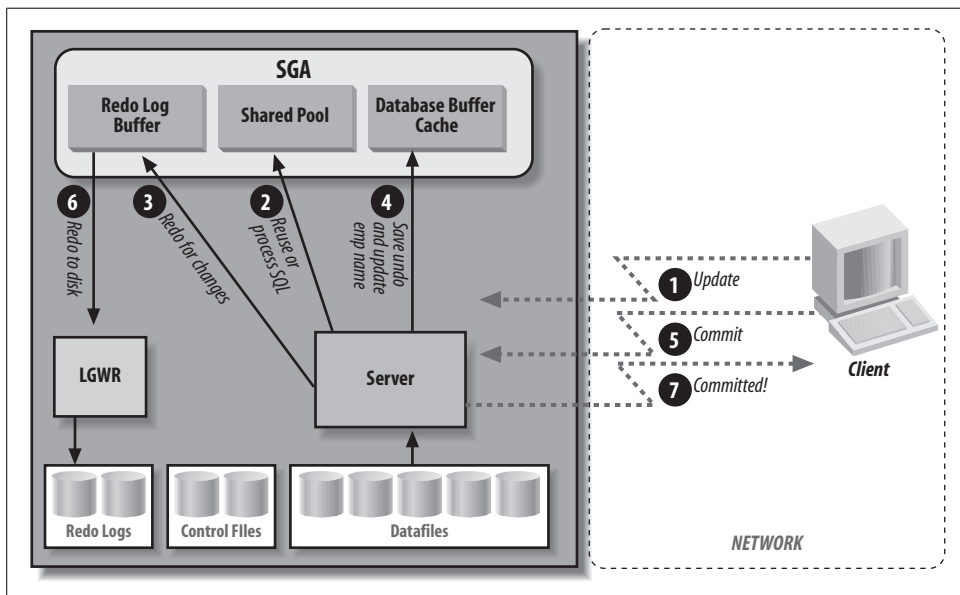 SGA
Redo Log
Buffer
Shared Pool
Database Buffer
Cache
6
Redo to disk
3
Redo for changes
2
Reuse or
process SQL
4
Save undo
and update
emp name
1 Update
5 Commit
7 Committed!
Client
LGWR
Server
Redo Logs
Control FIles
Datafiles
NETWORK